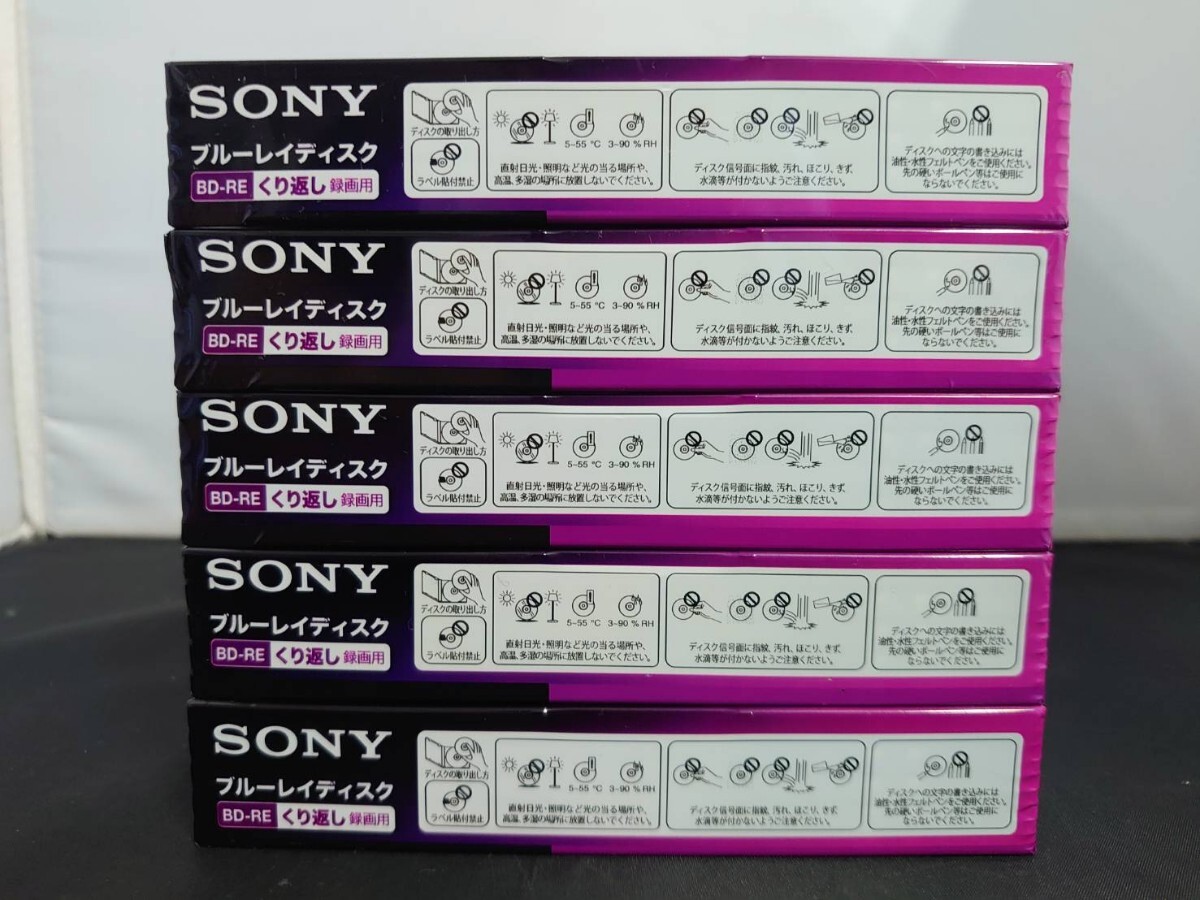 SONY
ブルーレイディスク
BD-RE くり返し 録画用
ディスクの取り出し方
ラベル貼付禁止
5~55 °C 3~90 % RH
直射日光・照明など光の当る場所や、
高温、多湿の場所に放置しないでください。
ディスク信号面に指紋、汚れ、ほこり、きず、
水滴等が付かないようご注意ください。
ディスクへの文字の書き込みには
油性・水性フェルトペンをご使用ください。
先の硬いボールペン等はご使用に
ならないでください。
SONY
ブルーレイディスク
BD-RE くり返し 録画用
ディスクの取り出し方
ラベル貼付禁止
5~55 °C 3~90 % RH
直射日光・照明など光の当る場所や、
高温、多湿の場所に放置しないでください。
ディスク信号面に指紋、汚れ、ほこり、きず、
水滴等が付かないようご注意ください。
ディスクへの文字の書き込みには
油性・水性フェルトペンをご使用ください。
先の硬いボールペン等はご使用に
ならないでください。
SONY
ブルーレイディスク
BD-RE くり返し 録画用
ディスクの取り出し方
ラベル貼付禁止
5~55 °C 3~90 % RH
直射日光・照明など光の当る場所や、
高温、多湿の場所に放置しないでください。
ディスク信号面に指紋、汚れ、ほこり、きず、
水滴等が付かないようご注意ください。
ディスクへの文字の書き込みには
油性・水性フェルトペンをご使用ください。
先の硬いボールペン等はご使用に
ならないでください。
SONY
ブルーレイディスク
BD-RE くり返し 録画用
ディスクの取り出し方
ラベル貼付禁止
5~55 °C 3~90 % RH
直射日光・照明など光の当る場所や、
高温、多湿の場所に放置しないでください。
ディスク信号面に指紋、汚れ、ほこり、きず、
水滴等が付かないようご注意ください。
ディスクへの文字の書き込みには
油性・水性フェルトペンをご使用ください。
先の硬いボールペン等はご使用に
ならないでください。
SONY
ブルーレイディスク
BD-RE くり返し 録画用
ディスクの取り出し方
ラベル貼付禁止
5~55 °C 3~90 % RH
直射日光・照明など光の当る場所や、
高温、多湿の場所に放置しないでください。
ディスク信号面に指紋、汚れ、ほこり、きず、
水滴等が付かないようご注意ください。
ディスクへの文字の書き込みには
油性・水性フェルトペンをご使用ください。
先の硬いボールペン等はご使用に
ならないでください。